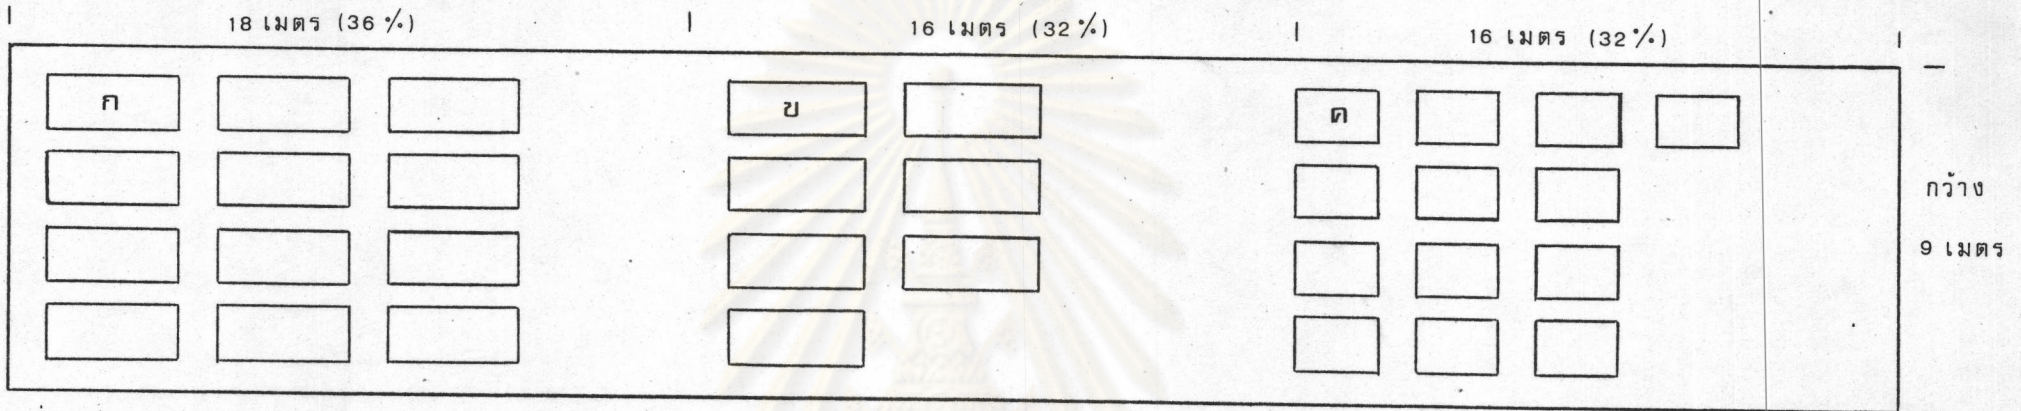 18 เมตร (36 %)
16 เมตร (32 %)
16 เมตร (32 %)
ก
ข
ค
กว้าง
9 เมตร